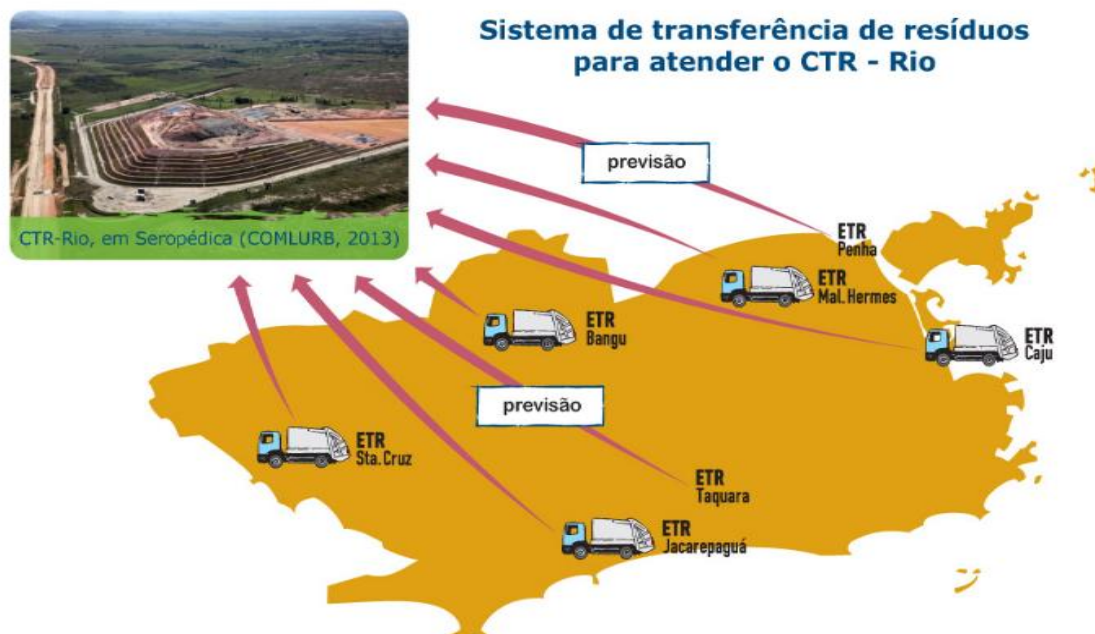 Sistema de transferência de resíduos
para atender o CTR - Rio
CTR-Rio, em Seropédica (COMLURB, 2013)
previsão
ETR
Penha
ETR
Mal. Hermes
ETR
Caju
ETR
Bangu
previsão
ETR
Sta. Cruz
ETR
Taquara
ETR
Jacarepaguá